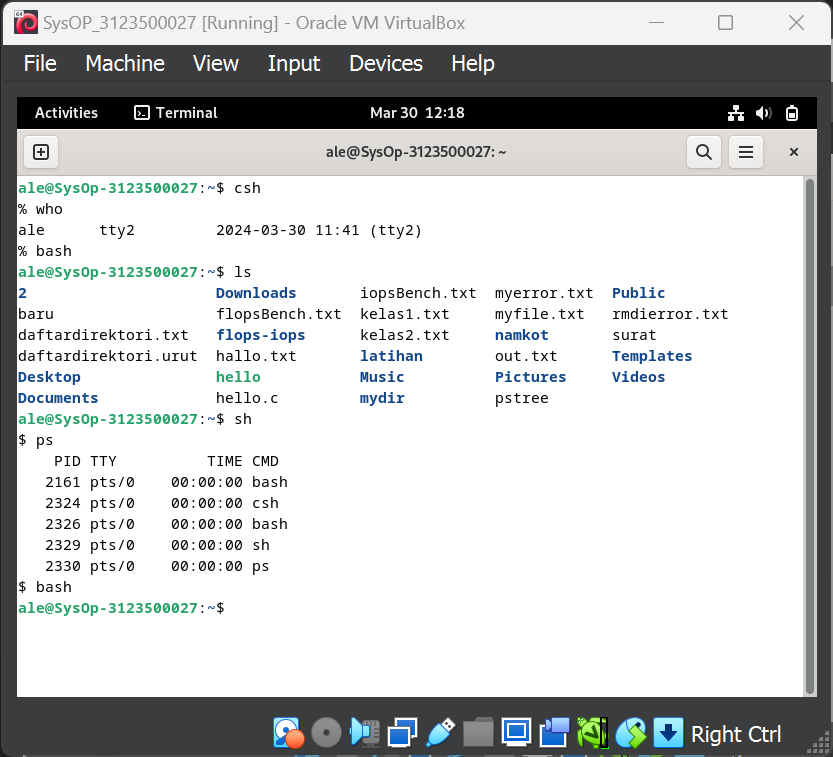 SysOP_3123500027 [Running] - Oracle VM VirtualBox
File Machine View Input Devices Help
Activities Terminal Mar 30 12:18
ale@SysOp-3123500027: ~
ale@SysOp-3123500027:~$ csh
% who
ale      tty2         2024-03-30 11:41 (tty2)
% bash
ale@SysOp-3123500027:~$ ls
2                     Downloads       iopsBench.txt  myerror.txt  Public
baru                  flopsBench.txt  kelas1.txt     myfile.txt   rmdierror.txt
daftardirektori.txt   flops-iops      kelas2.txt     namkot       surat
daftardirektori.urut  hallo.txt       latihan        out.txt      Templates
Desktop               hello           Music          Pictures     Videos
Documents             hello.c         mydir          pstree
ale@SysOp-3123500027:~$ sh
$ ps
    PID TTY          TIME CMD
   2161 pts/0    00:00:00 bash
   2324 pts/0    00:00:00 csh
   2326 pts/0    00:00:00 bash
   2329 pts/0    00:00:00 sh
   2330 pts/0    00:00:00 ps
$ bash
ale@SysOp-3123500027:~$
Right Ctrl